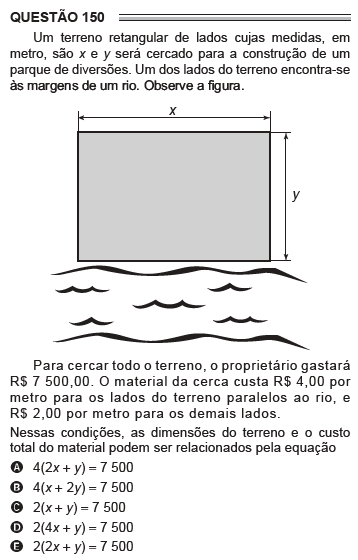 QUESTÃO 150
Um terreno retangular de lados cujas medidas, em
metro, são x e y será cercado para a construção de um
parque de diversões. Um dos lados do terreno encontra-se
às margens de um rio. Observe a figura.
x
y
Para cercar todo o terreno, o proprietário gastará
R$ 7 500,00. O material da cerca custa R$ 4,00 por
metro para os lados do terreno paralelos ao rio, e
R$ 2,00 por metro para os demais lados.
Nessas condições, as dimensões do terreno e o custo
total do material podem ser relacionados pela equação
A 4(2x + y) = 7 500
B 4(x + 2y) = 7 500
C 2(x + y) = 7 500
D 2(4x + y) = 7 500
E 2(2x + y) = 7 500